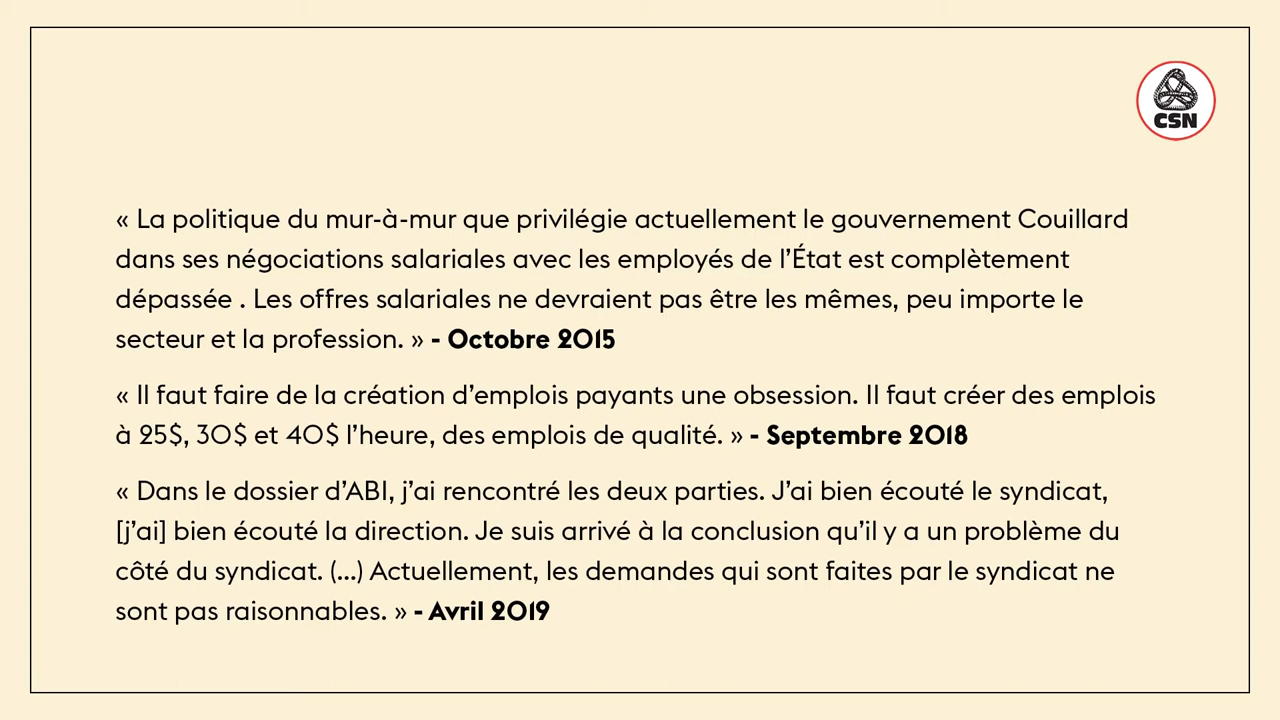 CSN
« La politique du mur-à-mur que privilégie actuellement le gouvernement Couillard
dans ses négociations salariales avec les employés de l’État est complètement
dépassée . Les offres salariales ne devraient pas être les mêmes, peu importe le
secteur et la profession. » - Octobre 2015
« Il faut faire de la création d’emplois payants une obsession. Il faut créer des emplois
à 25$, 30$ et 40$ l’heure, des emplois de qualité. » - Septembre 2018
« Dans le dossier d’ABI, j’ai rencontré les deux parties. J’ai bien écouté le syndicat,
[j’ai] bien écouté la direction. Je suis arrivé à la conclusion qu’il y a un problème du
côté du syndicat. (...) Actuellement, les demandes qui sont faites par le syndicat ne
sont pas raisonnables. » - Avril 2019